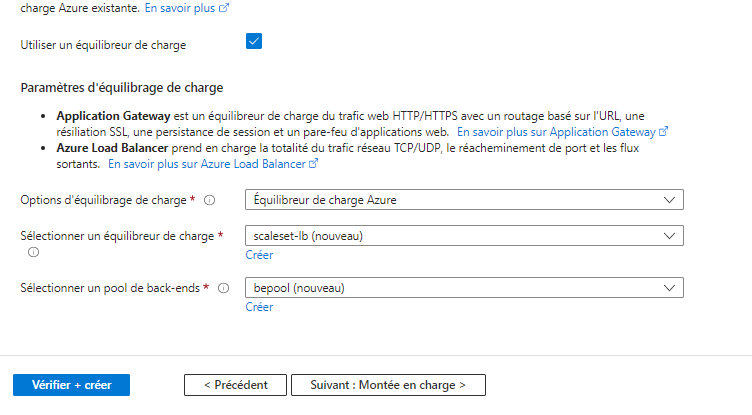 charge Azure existante. En savoir plus
Utiliser un équilibreur de charge
Paramètres d'équilibrage de charge
• Application Gateway est un équilibreur de charge du trafic web HTTP/HTTPS avec un routage basé sur l'URL, une
résiliation SSL, une persistance de session et un pare-feu d'applications web. En savoir plus sur Application Gateway
• Azure Load Balancer prend en charge la totalité du trafic réseau TCP/UDP, le réacheminement de port et les flux
sortants. En savoir plus sur Azure Load Balancer
Options d'équilibrage de charge * Équilibreur de charge Azure
Sélectionner un équilibreur de charge * scaleset-lb (nouveau)
Créer
Sélectionner un pool de back-ends * bepool (nouveau)
Créer
Vérifier + créer < Précédent Suivant : Montée en charge >